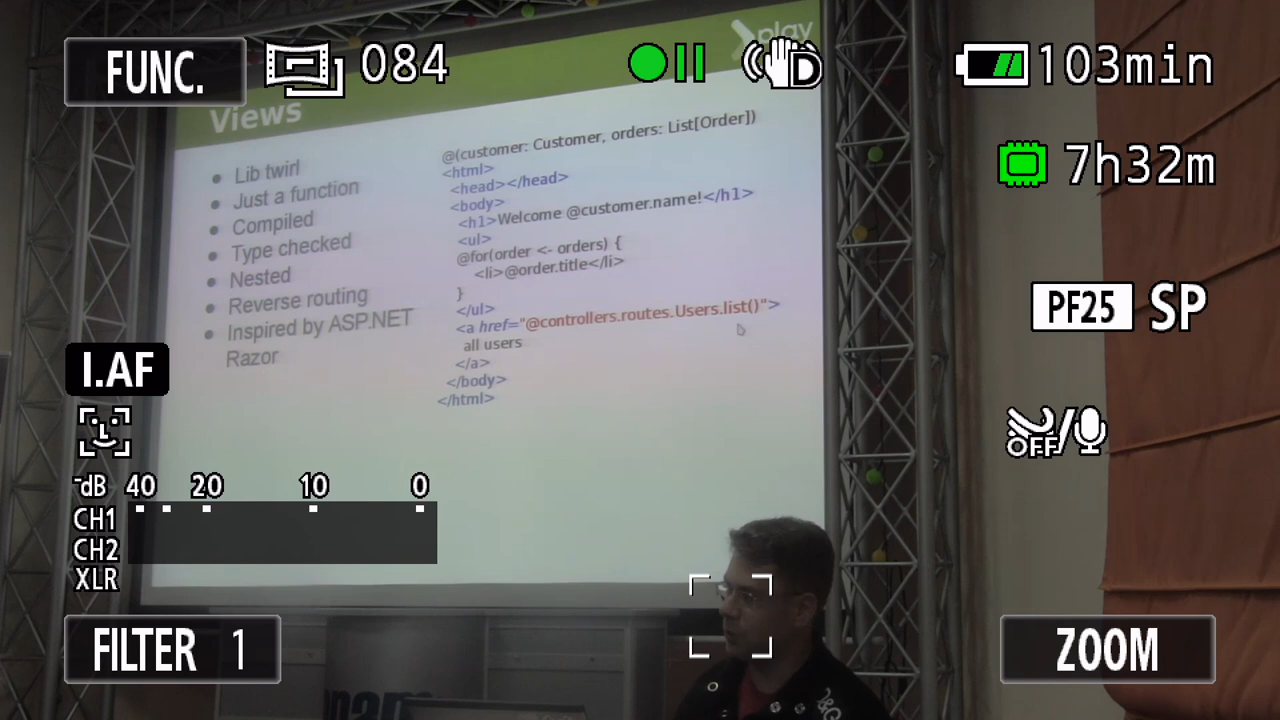 FUNC.
084
D
103min
play
7h32m
Views
Lib twirl
Just a function
Compiled
Type checked
Nested
Reverse routing
Inspired by ASP.NET
Razor
@(customer: Customer, orders: List[Order])
<html>
<head></head>
<body>
<h1>Welcome @customer.name!</h1>
<ul>
@for(order <- orders) {
<li>@order.title</li>
}
</ul>
<a href="@controllers.routes.Users.list()">
all users
</a>
</body>
</html>
PF25 SP
I.AF
OFF/
-dB 40 20 10 0
CH1
CH2
XLR
FILTER 1
ZOOM